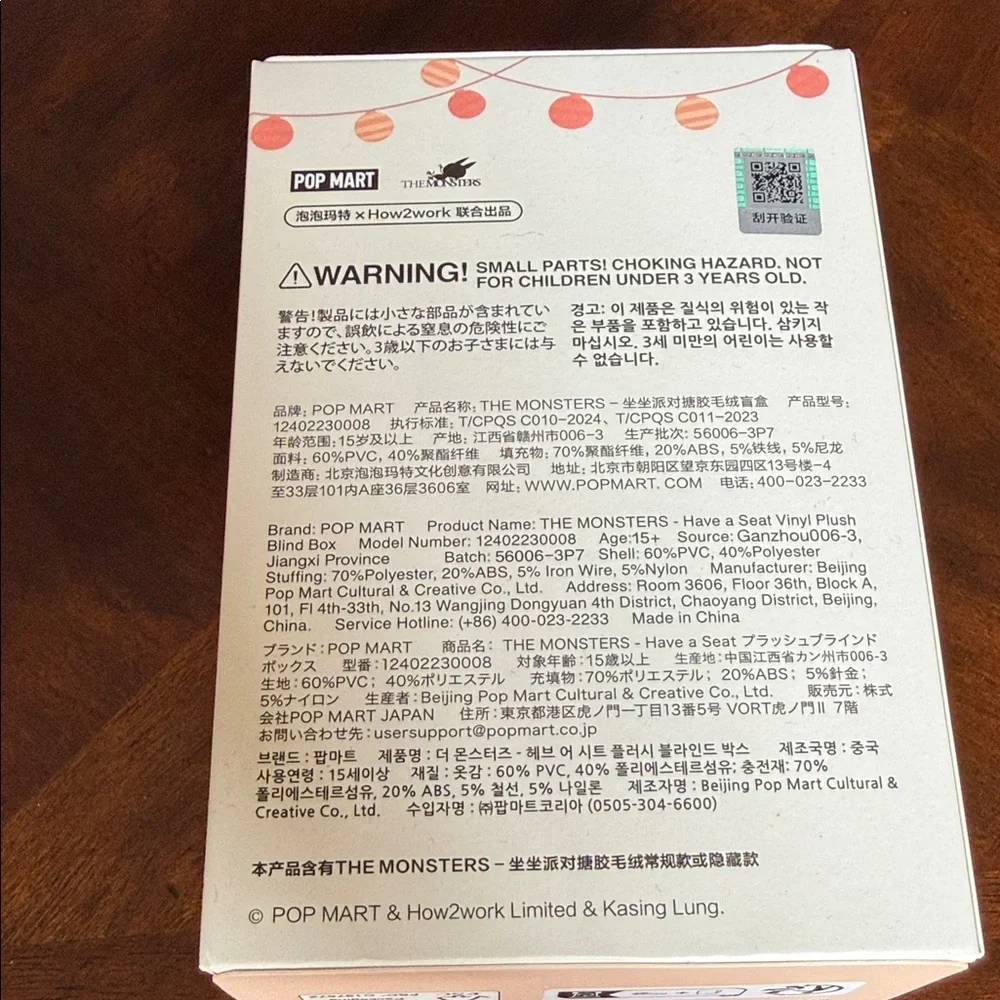 POP MART
THE MONSTERS
泡泡玛特 × How2work 联合出品
刮开验证
WARNING! SMALL PARTS! CHOKING HAZARD. NOT
FOR CHILDREN UNDER 3 YEARS OLD.
警告!製品には小さな部品が含まれてい
ますので、誤飲による窒息の危険性にご
注意ください。3歳以下のお子さまには与
えないでください。
경고: 이 제품은 질식의 위험이 있는 작
은 부품을 포함하고 있습니다. 삼키지
마십시오. 3세 미만의 어린이는 사용할
수 없습니다.
品牌: POP MART 产品名称: THE MONSTERS – 坐坐派对搪胶毛绒盲盒 产品型号:
12402230008 执行标准: T/CPQS C010–2024、T/CPQS C011–2023
年龄范围:15岁及以上 产地: 江西省赣州市006–3 生产批次: 56006–3P7
面料: 60%PVC, 40%聚酯纤维 填充物: 70%聚酯纤维, 20%ABS, 5%铁线, 5%尼龙
制造商: 北京泡泡玛特文化创意有限公司 地址: 北京市朝阳区望京东园四区13号楼–4
至33层101内A座36层3606室 网址: WWW.POPMART. COM 电话: 400–023–2233
Brand: POP MART Product Name: THE MONSTERS - Have a Seat Vinyl Plush
Blind Box Model Number: 12402230008 Age:15+ Source: Ganzhou006-3,
Jiangxi Province Batch: 56006–3P7 Shell: 60%PVC, 40%Polyester
Stuffing: 70%Polyester, 20%ABS, 5% Iron Wire, 5%Nylon Manufacturer: Beijing
Pop Mart Cultural & Creative Co., Ltd. Address: Room 3606, Floor 36th, Block A,
101, Fl 4th-33th, No.13 Wangjing Dongyuan 4th District, Chaoyang District, Beijing,
China. Service Hotline: (+86) 400-023-2233 Made in China
ブランド:POP MART 商品名: THE MONSTERS - Have a Seat プラッシュブラインド
ボックス 型番:12402230008 対象年齢:15歳以上 生産地:中国江西省カン州市006-3
生地:60%PVC; 40%ポリエステル 充填物:70%ポリエステル; 20%ABS; 5%針金;
5%ナイロン 生産者:Beijing Pop Mart Cultural & Creative Co., Ltd. 販売元:株式
会社POP MART JAPAN 住所:東京都港区虎ノ門一丁目13番5号 VORT虎ノ門II 7階
お問い合わせ先:usersupport@popmart.co.jp
브랜드 : 팝마트 제품명 : 더 몬스터즈 - 헤브 어 시트 플러시 블라인드 박스 제조국명 : 중국
사용연령 : 15세이상 재질 : 옷감 : 60% PVC, 40% 폴리에스테르섬유; 충전재: 70%
폴리에스테르섬유, 20% ABS, 5% 철선, 5% 나일론 제조자명 : Beijing Pop Mart Cultural &
Creative Co., Ltd. 수입자명 : ㈜팝마트코리아 (0505-304-6600)
本产品含有THE MONSTERS – 坐坐派对搪胶毛绒常规款或隐藏款
© POP MART & How2work Limited & Kasing Lung.